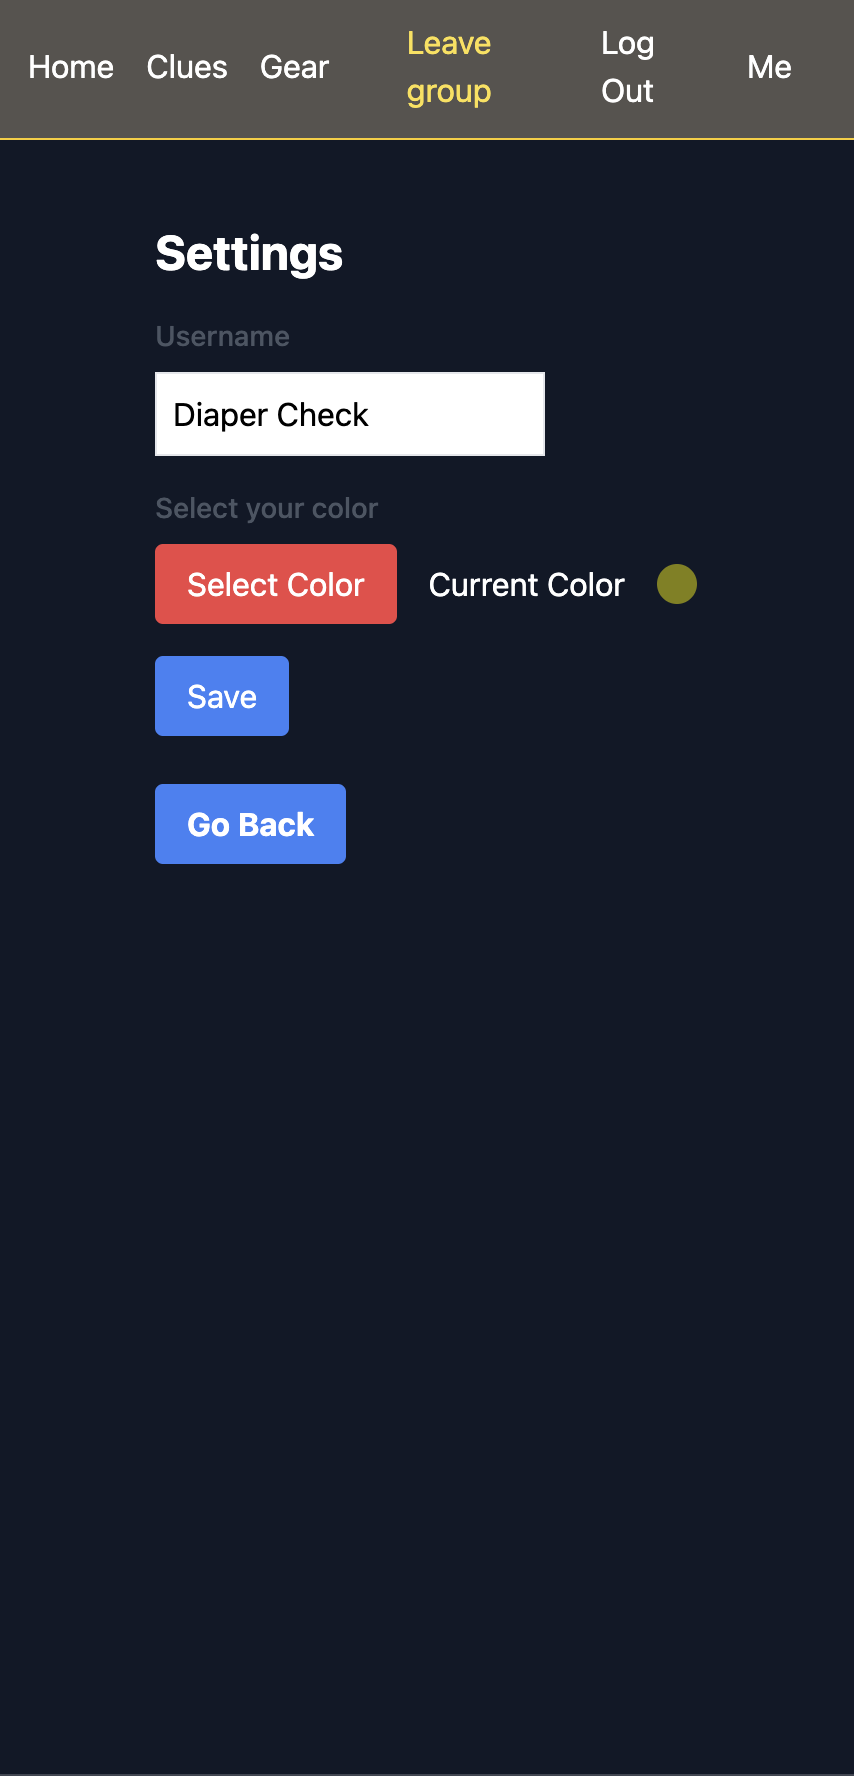 Home Clues Gear Leave group Log Out Me
Settings
Username
Diaper Check
Select your color
Select Color Current Color
Save
Go Back